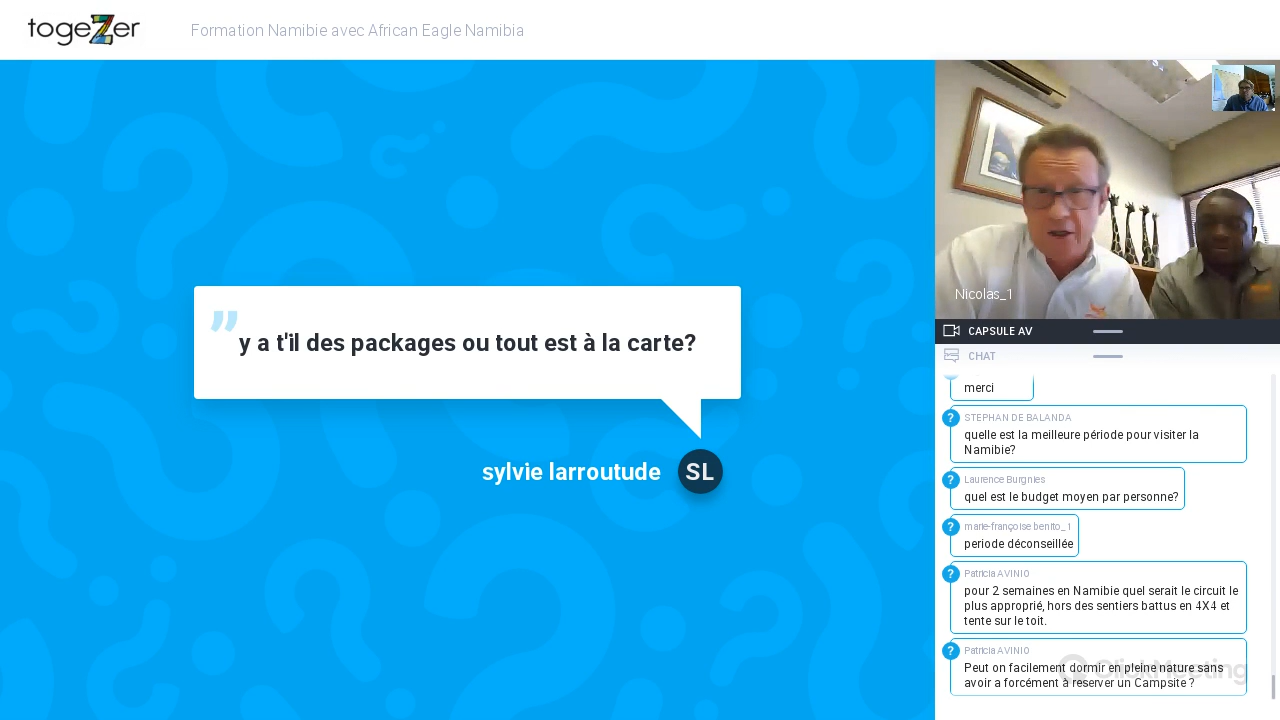 togeZzer
Formation Namibie avec African Eagle Namibia
y a t'il des packages ou tout est à la carte?
sylvie larroutude
SL
Nicolas_1
CAPSULE AV
CHAT
merci
STEPHAN DE BALANDA
quelle est la meilleure période pour visiter la
Namibie?
Laurence Burgnies
quel est le budget moyen par personne?
marie-françoise benito_1
periode déconseillée
Patricia AVINIO
pour 2 semaines en Namibie quel serait le circuit le
plus approprié, hors des sentiers battus en 4X4 et
tente sur le toit.
Patricia AVINIO
Peut on facilement dormir en pleine nature sans
avoir a forcément à reserver un Campsite ?
ClickMeeting